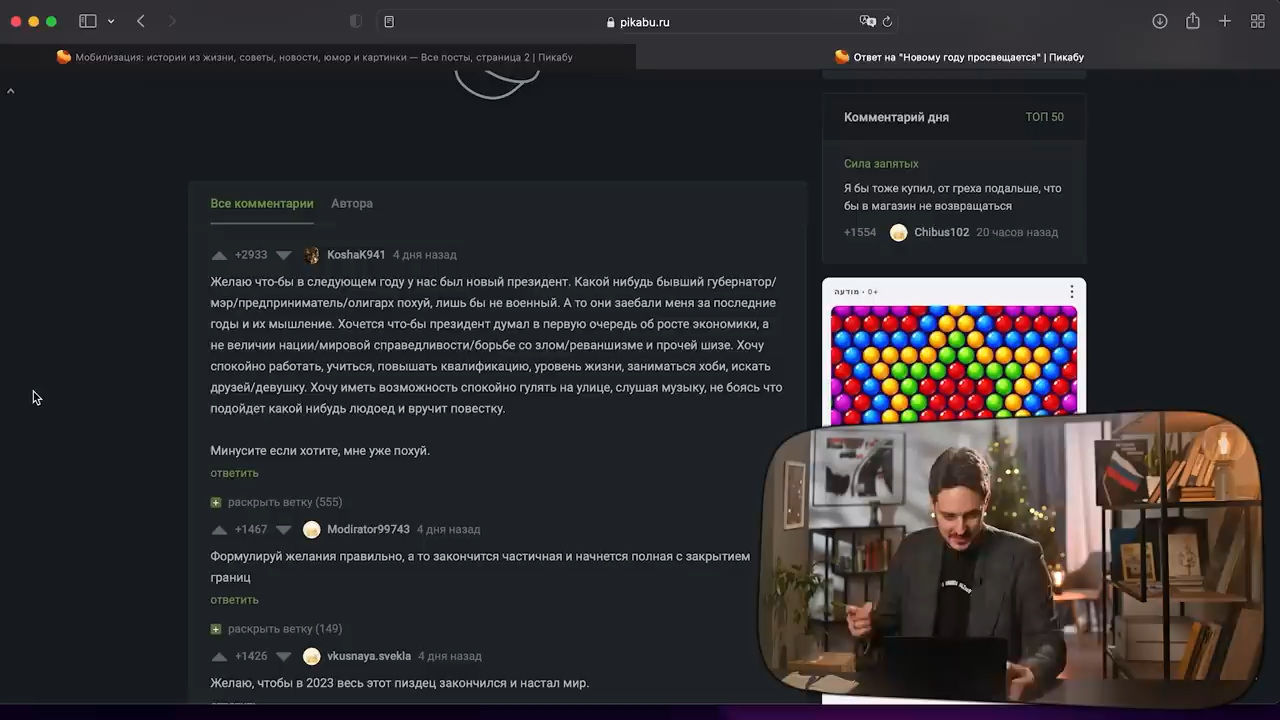 pikabu.ru
Мобилизация: истории из жизни, советы, новости, юмор и картинки — Все посты, страница 2 | Пикабу
Ответ на "Новому году просвещается" | Пикабу
Все комментарии Автора
+2933 KoshaK941 4 дня назад
Желаю что-бы в следующем году у нас был новый президент. Какой нибудь бывший губернатор/
мэр/предприниматель/олигарх похуй, лишь бы не военный. А то они заебали меня за последние
годы и их мышление. Хочется что-бы президент думал в первую очередь об росте экономики, а
не величии нации/мировой справедливости/борьбе со злом/реваншизме и прочей шизе. Хочу
спокойно работать, учиться, повышать квалификацию, уровень жизни, заниматься хоби, искать
друзей/девушку. Хочу иметь возможность спокойно гулять на улице, слушая музыку, не боясь что
подойдет какой нибудь людоед и вручит повестку.
Минусите если хотите, мне уже похуй.
ответить
раскрыть ветку (555)
+1467 Modirator99743 4 дня назад
Формулируй желания правильно, а то закончится частичная и начнется полная с закрытием
границ
ответить
раскрыть ветку (149)
+1426 vkusnaya.svekla 4 дня назад
Желаю, чтобы в 2023 весь этот пиздец закончился и настал мир.
Комментарий дня ТОП 50
Сила запятых
Я бы тоже купил, от греха подальше, что
бы в магазин не возвращаться
+1554 Chibus102 20 часов назад
מודעה • 0+